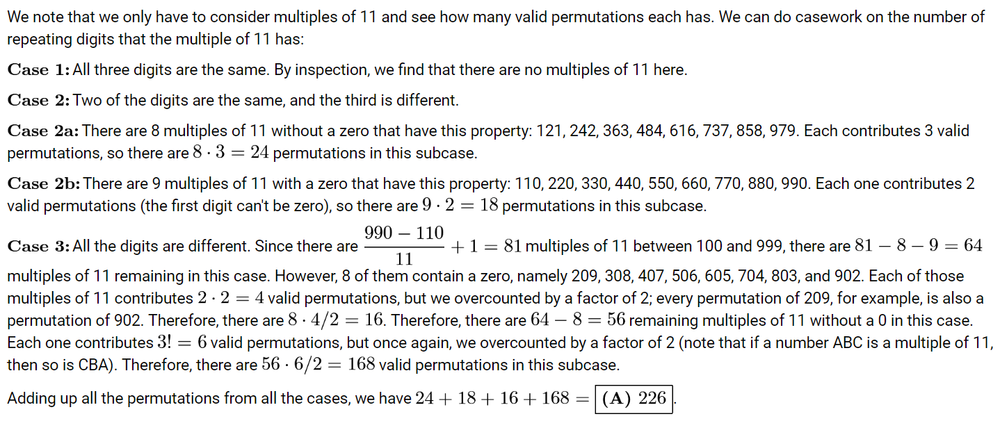 We note that we only have to consider multiples of 11 and see how many valid permutations each has. We can do casework on the number of
repeating digits that the multiple of 11 has:
Case 1: All three digits are the same. By inspection, we find that there are no multiples of 11 here.
Case 2: Two of the digits are the same, and the third is different.
Case 2a: There are 8 multiples of 11 without a zero that have this property: 121, 242, 363, 484, 616, 737, 858, 979. Each contributes 3 valid
permutations, so there are 8 · 3 = 24 permutations in this subcase.
Case 2b: There are 9 multiples of 11 with a zero that have this property: 110, 220, 330, 440, 550, 660, 770, 880, 990. Each one contributes 2
valid permutations (the first digit can't be zero), so there are 9 · 2 = 18 permutations in this subcase.
Case 3: All the digits are different. Since there are \frac{990 − 110}{11} + 1 = 81 multiples of 11 between 100 and 999, there are 81 − 8 − 9 = 64
multiples of 11 remaining in this case. However, 8 of them contain a zero, namely 209, 308, 407, 506, 605, 704, 803, and 902. Each of those
multiples of 11 contributes 2 · 2 = 4 valid permutations, but we overcounted by a factor of 2; every permutation of 209, for example, is also a
permutation of 902. Therefore, there are 8 · 4/2 = 16. Therefore, there are 64 − 8 = 56 remaining multiples of 11 without a 0 in this case.
Each one contributes 3! = 6 valid permutations, but once again, we overcounted by a factor of 2 (note that if a number ABC is a multiple of 11,
then so is CBA). Therefore, there are 56 · 6/2 = 168 valid permutations in this subcase.
Adding up all the permutations from all the cases, we have 24 + 18 + 16 + 168 = (A) 226.